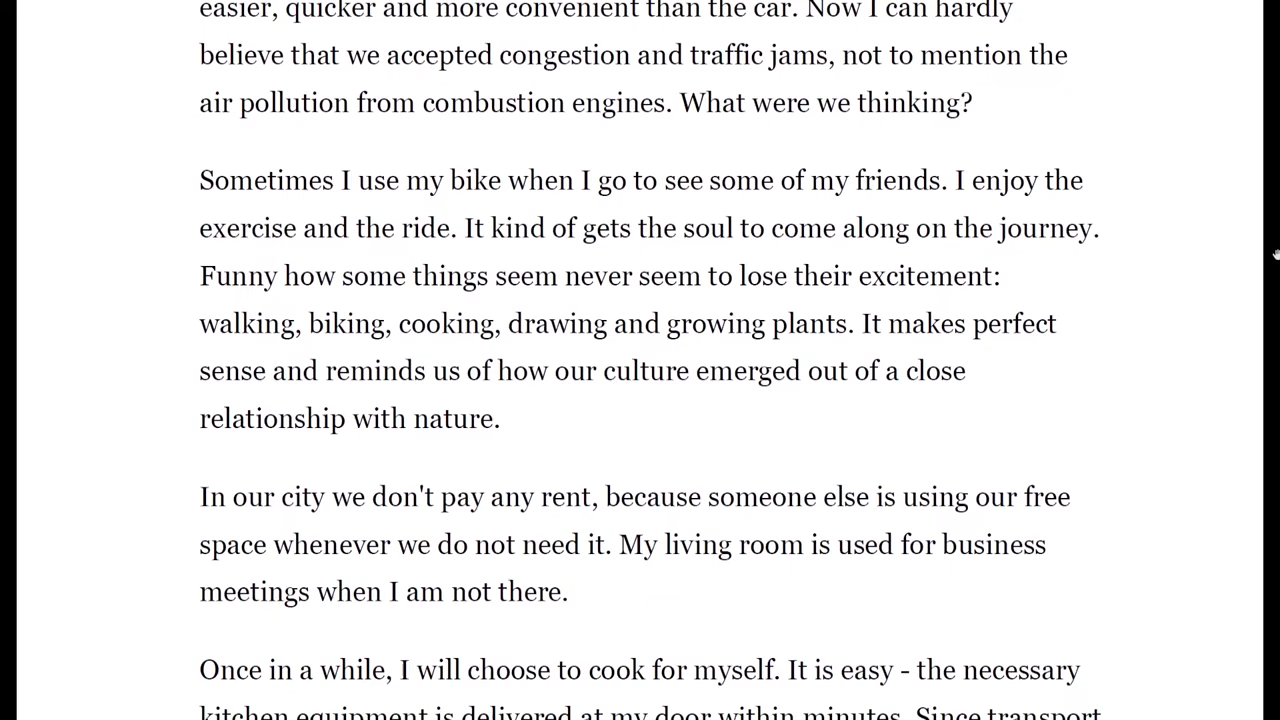 easier, quicker and more convenient than the car. Now I can hardly
believe that we accepted congestion and traffic jams, not to mention the
air pollution from combustion engines. What were we thinking?
Sometimes I use my bike when I go to see some of my friends. I enjoy the
exercise and the ride. It kind of gets the soul to come along on the journey.
Funny how some things seem never seem to lose their excitement:
walking, biking, cooking, drawing and growing plants. It makes perfect
sense and reminds us of how our culture emerged out of a close
relationship with nature.
In our city we don't pay any rent, because someone else is using our free
space whenever we do not need it. My living room is used for business
meetings when I am not there.
Once in a while, I will choose to cook for myself. It is easy - the necessary
kitchen equipment is delivered at my door within minutes. Since transport